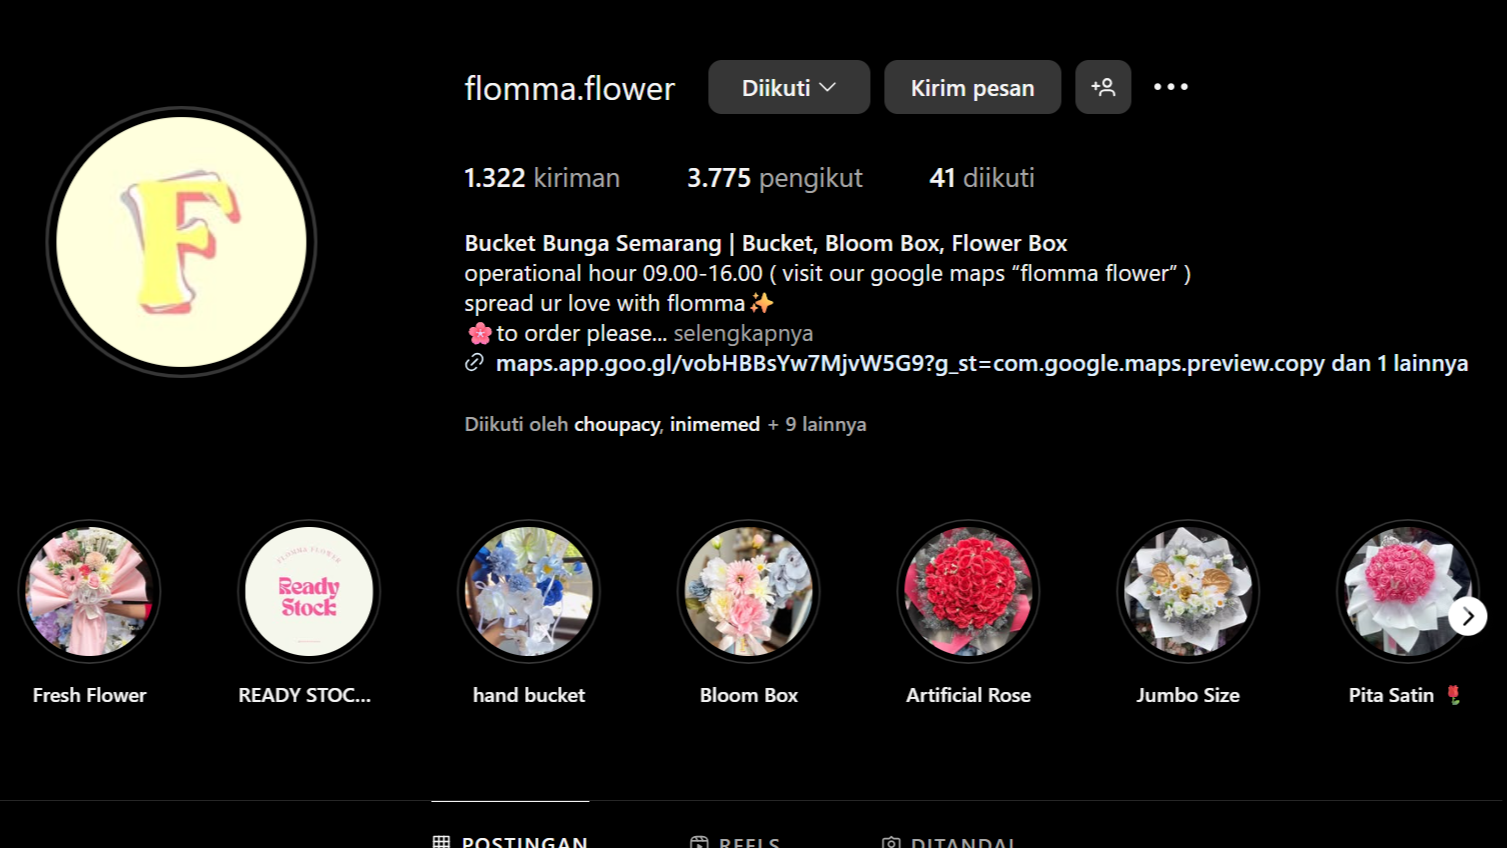 flomma.flower
Diikuti
Kirim pesan
1.322 kiriman
3.775 pengikut
41 diikuti
Bucket Bunga Semarang | Bucket, Bloom Box, Flower Box
operational hour 09.00-16.00 ( visit our google maps “flomma flower” )
spread ur love with flomma✨
🌸to order please... selengkapnya
maps.app.goo.gl/vobHBBsYw7MjvW5G9?g_st=com.google.maps.preview.copy dan 1 lainnya
Diikuti oleh choupacy, inimemed + 9 lainnya
F
FLOMMA FLOWER
Ready
Stock
Fresh Flower
READY STOC...
hand bucket
Bloom Box
Artificial Rose
Jumbo Size
Pita Satin 🌹
POSTINGAN
REELS
DITANDAI